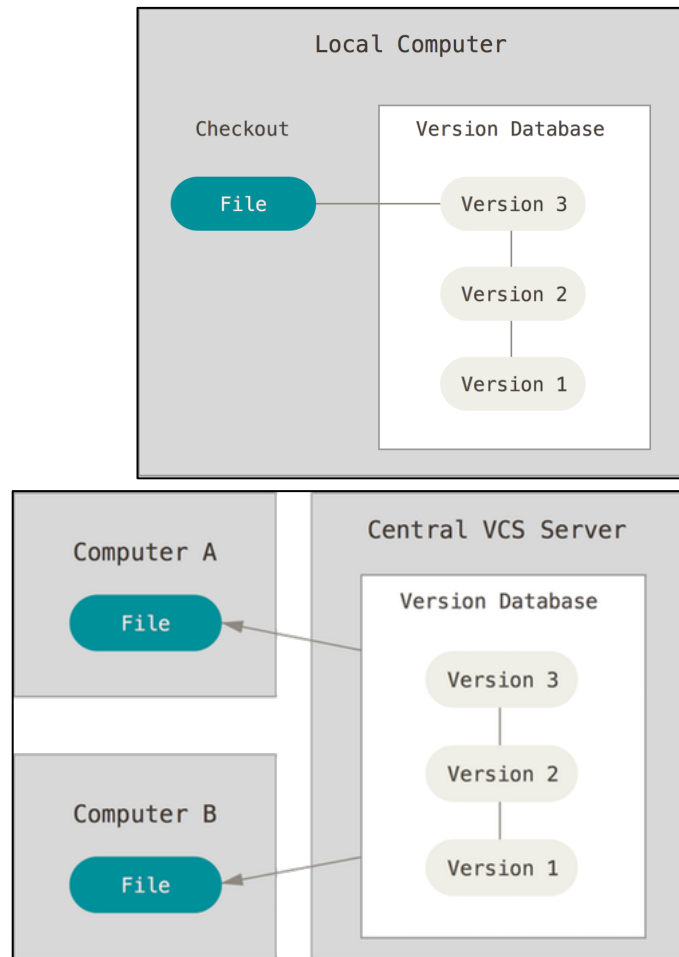 Local Computer
Checkout
Version Database
File
Version 3
Version 2
Version 1
Computer A
File
Computer B
File
Central VCS Server
Version Database
Version 3
Version 2
Version 1